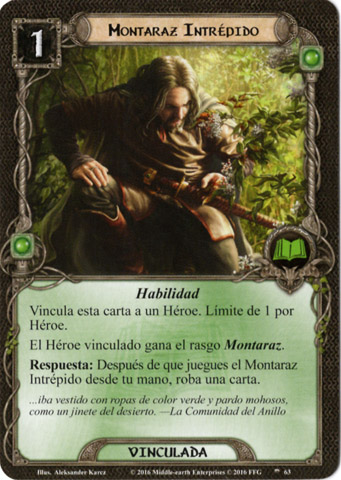 Montaraz Intrépido
1
Habilidad
Vincula esta carta a un Héroe. Límite de 1 por
Héroe.
El Héroe vinculado gana el rasgo Montaraz.
Respuesta: Después de que juegues el Montaraz
Intrépido desde tu mano, roba una carta.
...iba vestido con ropas de color verde y pardo mohosos,
como un jinete del desierto. —La Comunidad del Anillo
VINCULADA
Illus. Aleksander Karcz © 2016 Middle-earth Enterprises © 2016 FFG 63